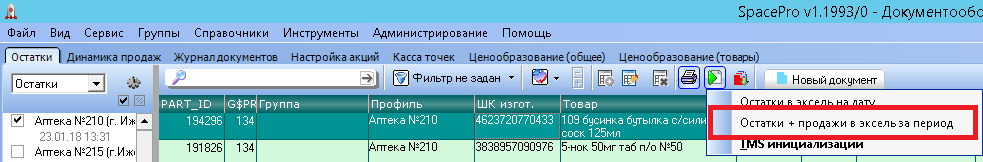 SpacePro v1.1993/0 - Документообо
Файл Вид Сервис Группы Справочники Инструменты Администрирование Помощь
Остатки Динамика продаж Журнал документов Настройка акций Касса точек Ценообразование (общее) Ценообразование (товары)
Остатки Фильтр не задан Новый документ
PART_ID G$PR Группа Профиль ШК изгот. Товар
Остатки в эксель на дату
Аптека №210 (г. Иже 194296 134 Аптека №210 4623720770433 109 бусинка бутылка с/сили
23.01.18 13:31 соск 125мл
Остатки + продажи в эксель за период
Аптека №215 (г.Иж 191826 134 Аптека №210 3838957090976 5-нок 50мг таб п/о №50
TMS инициализации